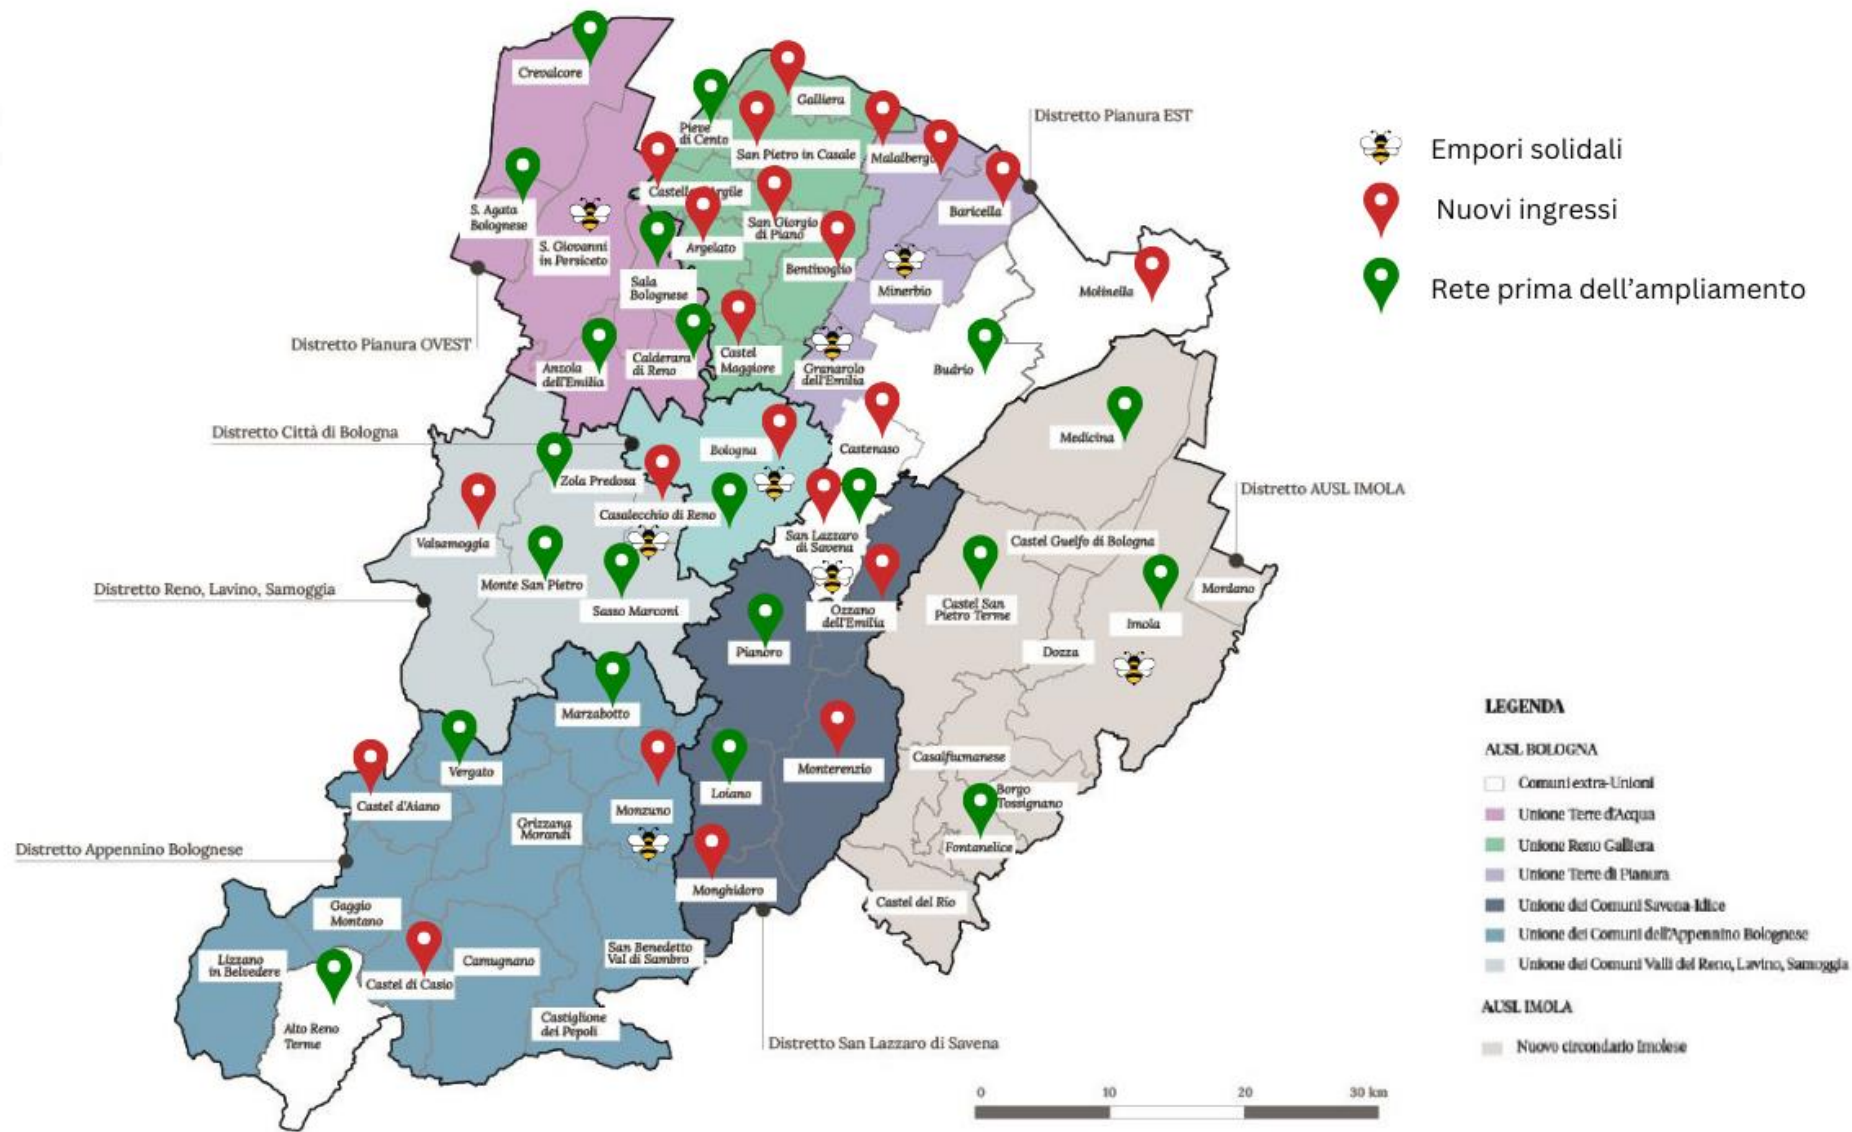 Crevalcore
Galliera
Distretto Pianura EST
Pieve
di Cento
San Pietro in Casale
Malalbergo
Empori solidali
Castello Argile
S. Agata
Bolognese
Baricella
Nuovi ingressi
San Giorgio
di Piano
S. Giovanni
in Persiceto
Argelato
Bentivoglio
Sala
Bolognese
Minerbio
Molinella
Rete prima dell'ampliamento
Distretto Pianura OVEST
Anzola
dell'Emilia
Calderara
di Reno
Castel
Maggiore
Granarolo
dell'Emilia
Budrio
Distretto Città di Bologna
Bologna
Castenaso
Medicina
Zola Predosa
Distretto AUSL IMOLA
Casalecchio di Reno
Valsamoggia
San Lazzaro
di Savena
Castel Guelfo di Bologna
Monte San Pietro
Distretto Reno, Lavino, Samoggia
Mordano
Sasso Marconi
Ozzano
dell'Emilia
Castel San
Pietro Terme
Imola
Pianoro
Dozza
Marzabotto
LEGENDA
AUSL BOLOGNA
Comuni extra-Unioni
Unione Terre d'Acqua
Unione Reno Galliera
Unione Terre di Pianura
Unione dei Comuni Savena-Idice
Unione dei Comuni dell'Appennino Bolognese
Unione dei Comuni Valli del Reno, Lavino, Samoggia
AUSL IMOLA
Nuovo circondario Imolese
Vergato
Monterenzio
Casalfiumanese
Castel d'Aiano
Loiano
Borgo
Tossignano
Monzuno
Grizzana
Morandi
Fontanelice
Distretto Appennino Bolognese
Monghidoro
Castel del Rio
Gaggio
Montano
San Benedetto
Val di Sambro
Lizzano
in Belvedere
Camugnano
Castel di Casio
Alto Reno
Terme
Castiglione
dei Pepoli
Distretto San Lazzaro di Savena
0 10 20 30 km